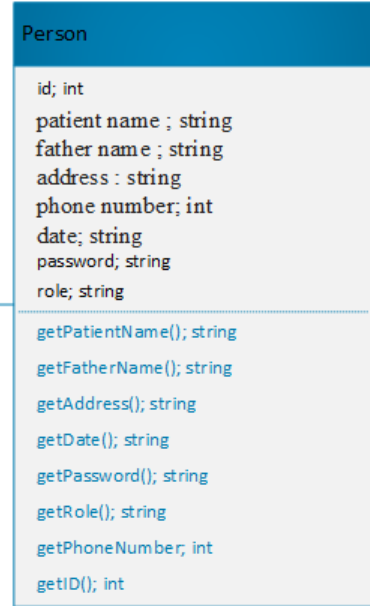 Person
id; int
patient name ; string
father name ; string
address : string
phone number; int
date; string
password; string
role; string
getPatientName(); string
getFatherName(); string
getAddress(); string
getDate(); string
getPassword(); string
getRole(); string
getPhoneNumber; int
getID(); int